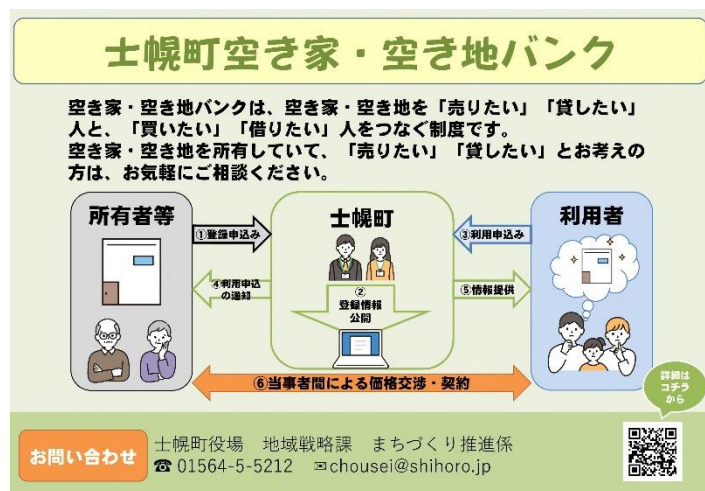 士幌町空き家・空き地バンク
空き家・空き地バンクは、空き家・空き地を「売りたい」「貸したい」
人と、「買いたい」「借りたい」人をつなぐ制度です。
空き家・空き地を所有していて、「売りたい」「貸したい」とお考えの
方は、お気軽にご相談ください。
所有者等
士幌町
利用者
①登録申込み
③利用申込み
④利用申込
の通知
②
登録情報
公開
⑤情報提供
⑥当事者間による価格交渉・契約
詳細は
コチラ
から
お問い合わせ
士幌町役場 地域戦略課 まちづくり推進係
☎ 01564-5-5212 ✉chousei@shihoro.jp